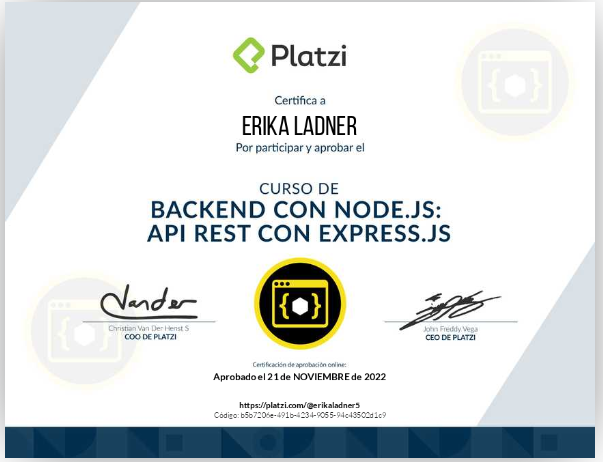 Platzi
Certifica a
ERIKA LADNER
Por participar y aprobar el
CURSO DE
BACKEND CON NODE.JS:
API REST CON EXPRESS.JS
Christian Van Der Henst S
COO DE PLATZI
John Freddy Vega
CEO DE PLATZI
Certificación de aprobación online:
Aprobado el 21 de NOVIEMBRE de 2022
https://platzi.com/@erikaladner5
Código: b5b7206e-491b-4234-9055-94c43502d1c9